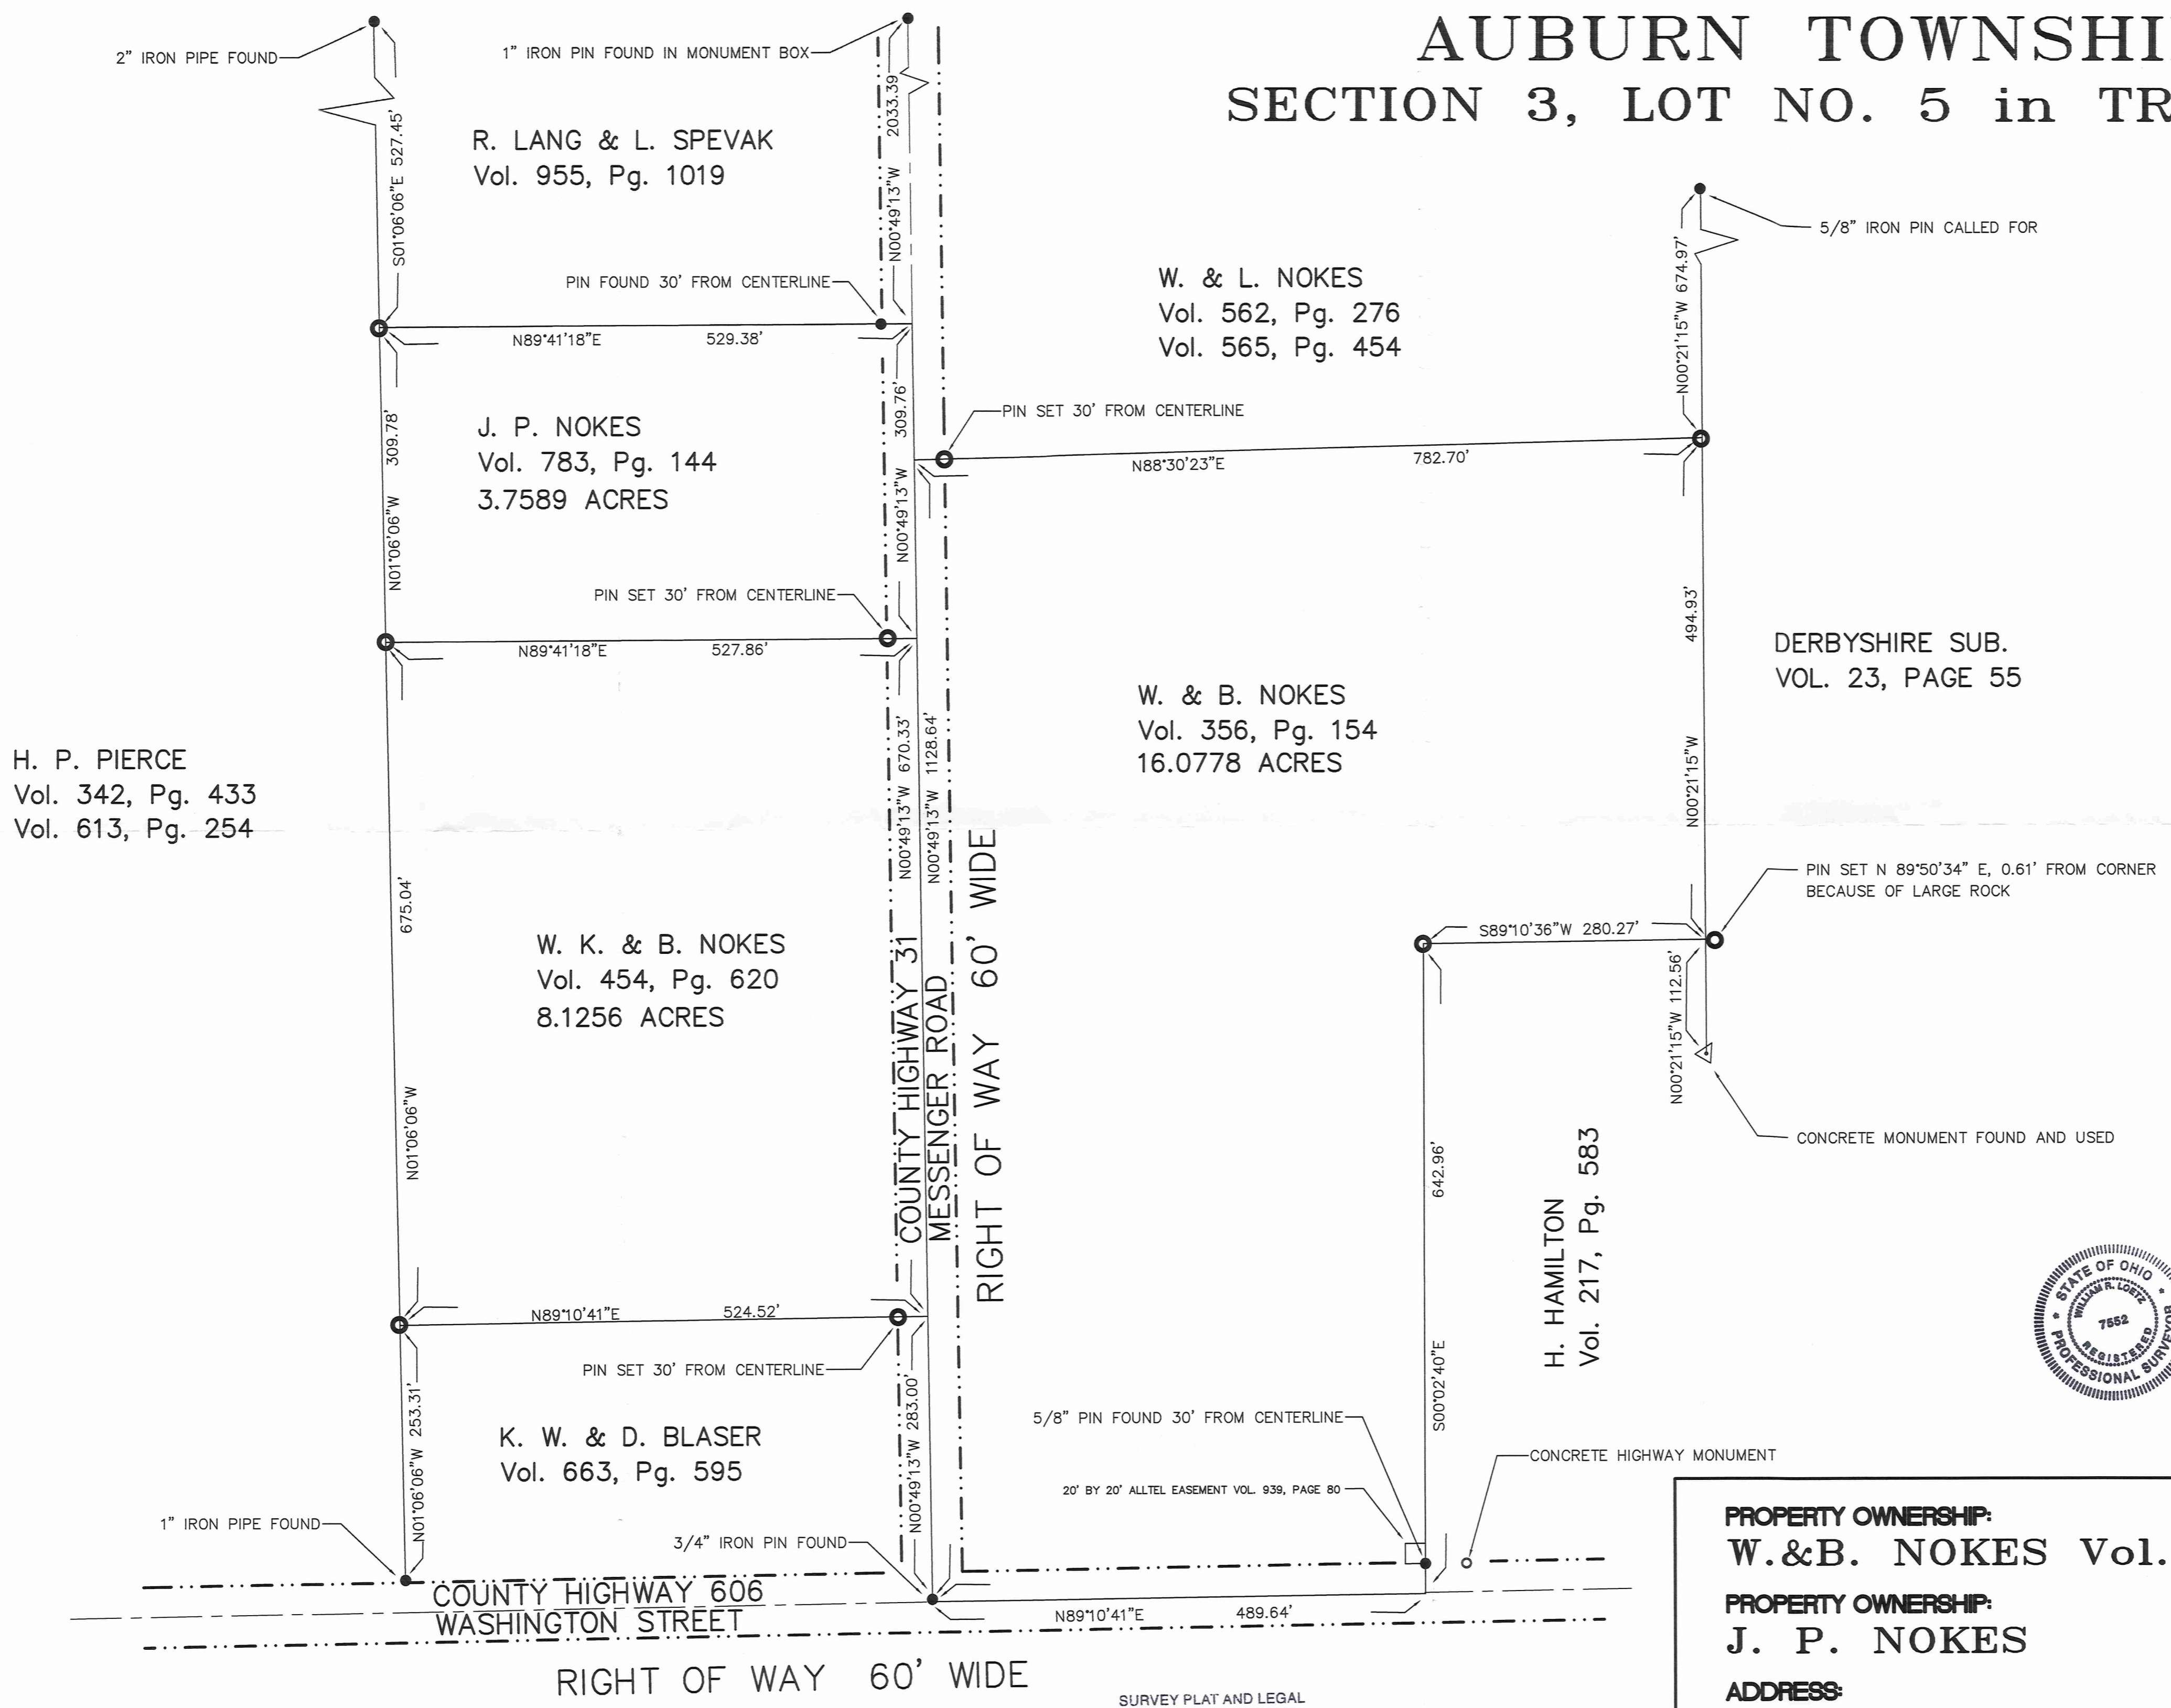 AUBURN TOWNSHI
SECTION 3, LOT NO. 5 in TR
2" IRON PIPE FOUND
1" IRON PIN FOUND IN MONUMENT BOX
S01°06'06"E 527.45'
R. LANG & L. SPEVAK
Vol. 955, Pg. 1019
N00°49'13"W 2033.39
5/8" IRON PIN CALLED FOR
N00°21'15"W 674.97'
PIN FOUND 30' FROM CENTERLINE
W. & L. NOKES
Vol. 562, Pg. 276
Vol. 565, Pg. 454
N89°41'18"E 529.38'
N01°06'06"W 309.78'
J. P. NOKES
Vol. 783, Pg. 144
3.7589 ACRES
N00°49'13"W 309.76'
PIN SET 30' FROM CENTERLINE
N88°30'23"E 782.70'
PIN SET 30' FROM CENTERLINE
N89°41'18"E 527.86'
N00°21'15"W 494.93'
DERBYSHIRE SUB.
VOL. 23, PAGE 55
W. & B. NOKES
Vol. 356, Pg. 154
16.0778 ACRES
H. P. PIERCE
Vol. 342, Pg. 433
Vol. 613, Pg. 254
N00°49'13"W 670.33'
N00°49'13"W 1128.64'
N01°06'06"W 675.04'
W. K. & B. NOKES
Vol. 454, Pg. 620
8.1256 ACRES
COUNTY HIGHWAY 31
MESSENGER ROAD
RIGHT OF WAY 60' WIDE
PIN SET N 89°50'34" E, 0.61' FROM CORNER
BECAUSE OF LARGE ROCK
S89°10'36"W 280.27'
N00°21'15"W 112.56'
CONCRETE MONUMENT FOUND AND USED
S00°02'40"E 642.96'
H. HAMILTON
Vol. 217, Pg. 583
STATE OF OHIO
WILLIAM R. LOETZ
7552
REGISTERED
PROFESSIONAL SURVEYOR
N89°10'41"E 524.52'
PIN SET 30' FROM CENTERLINE
N01°06'06"W 253.31'
K. W. & D. BLASER
Vol. 663, Pg. 595
N00°49'13"W 283.00'
5/8" PIN FOUND 30' FROM CENTERLINE
CONCRETE HIGHWAY MONUMENT
20' BY 20' ALLTEL EASEMENT VOL. 939, PAGE 80
1" IRON PIPE FOUND
3/4" IRON PIN FOUND
COUNTY HIGHWAY 606
WASHINGTON STREET
N89°10'41"E 489.64'
RIGHT OF WAY 60' WIDE
SURVEY PLAT AND LEGAL
PROPERTY OWNERSHIP:
W.&B. NOKES Vol.
PROPERTY OWNERSHIP:
J. P. NOKES
ADDRESS: